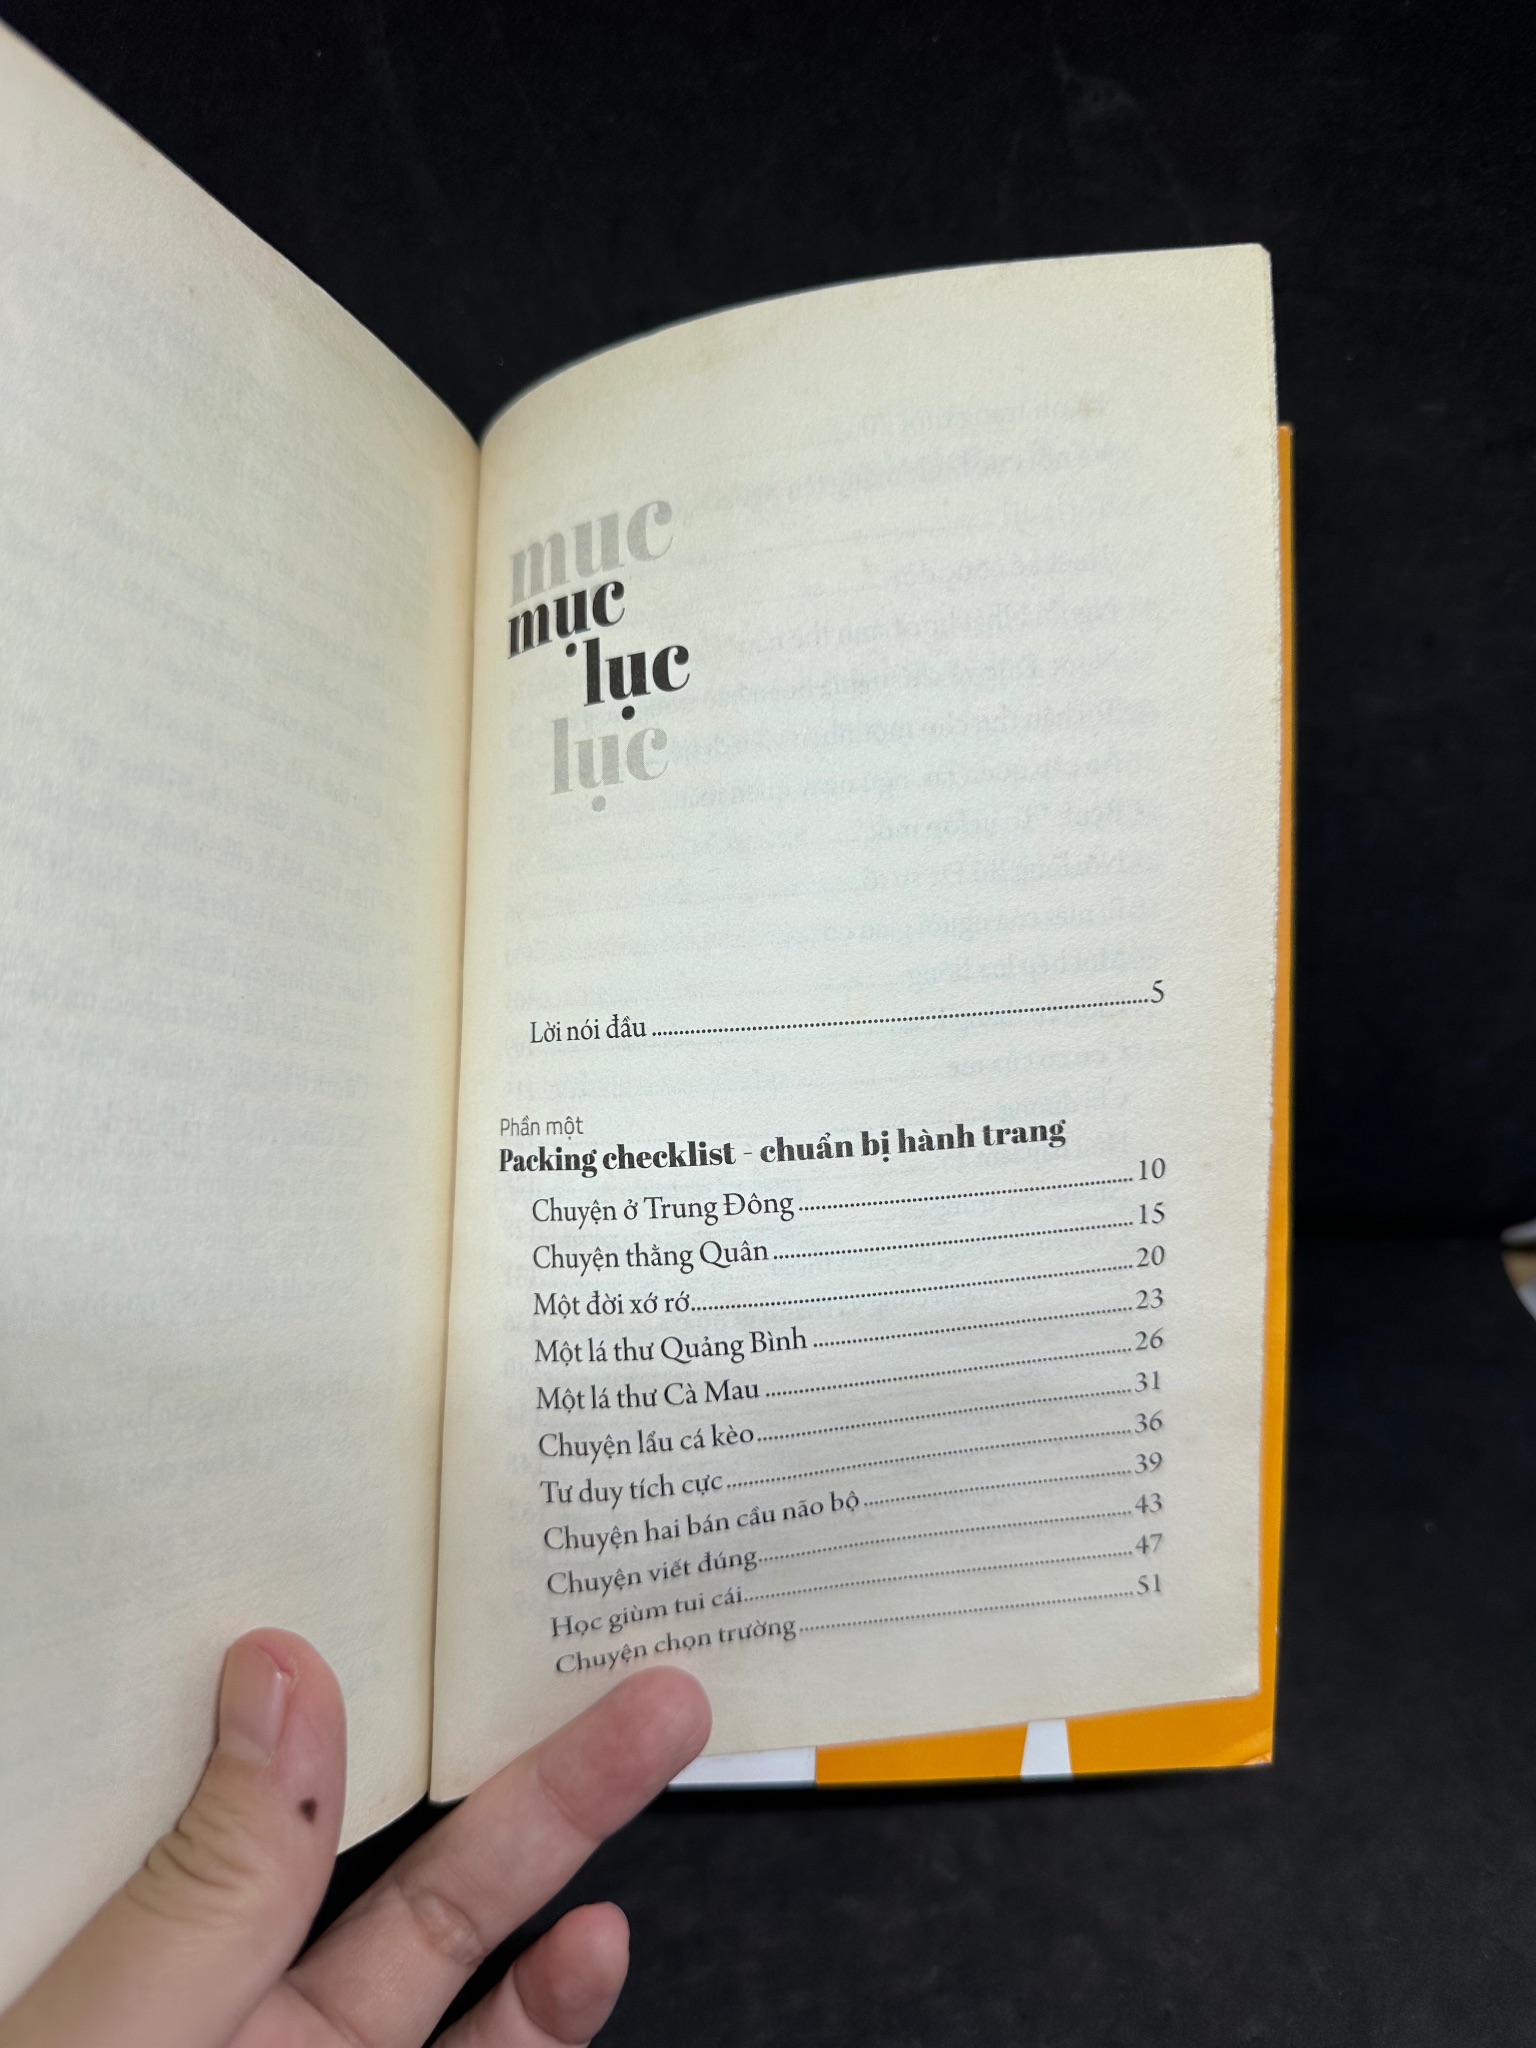 mục
mục
lục
lục
Lời nói đầu ..... 5
Phần một
Packing checklist - chuẩn bị hành trang
Chuyện ở Trung Đông ..... 10
Chuyện thằng Quân ..... 15
Một đời xớ rớ ..... 20
Một lá thư Quảng Bình ..... 23
Một lá thư Cà Mau ..... 26
Chuyện lẩu cá kèo ..... 31
Tư duy tích cực ..... 36
Chuyện hai bán cầu não bộ ..... 39
Chuyện viết đúng ..... 43
Học giùm tui cái ..... 47
Chuyện chọn trường ..... 51